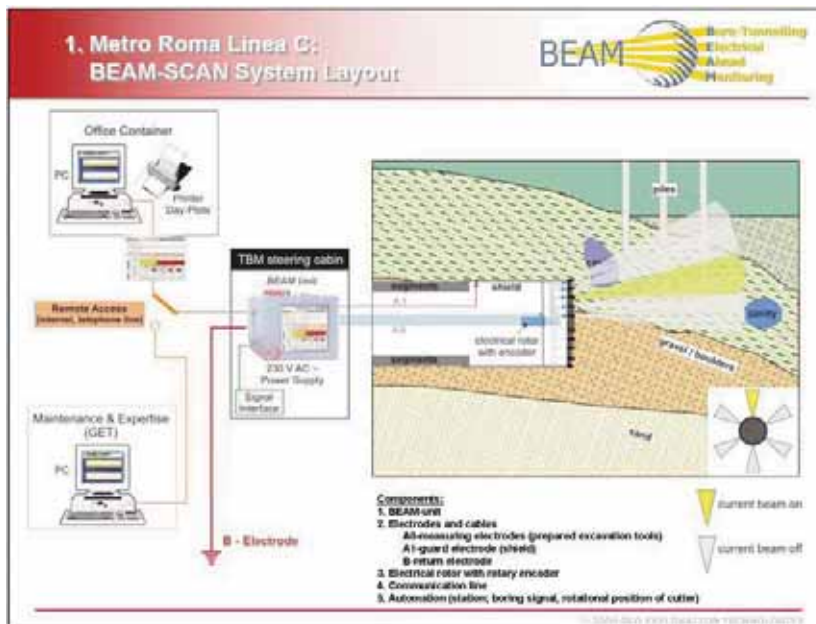 1. Metro Roma Linea C:
BEAM-SCAN System Layout
BEAM
Bore-Tunnelling
Electrical
Ahead
Monitoring
Office Container
PC
Printer
Day-Plots
Remote Access
(internet, telephone line)
Maintenance & Expertise
(GET)
PC
TBM steering cabin
BEAM Unit
230 V AC ~
Power Supply
Signal
Interface
B - Electrode
segments
shield
A1
A0
electrical rotor
with encoder
segments
piles
cavity
gravel / boulders
sand
Components:
1. BEAM-unit
2. Electrodes and cables
A0-measuring electrodes (prepared excavation tools)
A1-guard electrode (shield)
B-return electrode
3. Electrical rotor with rotary encoder
4. Communication line
5. Automation (station; boring signal, rotational position of cutter)
current beam on
current beam off